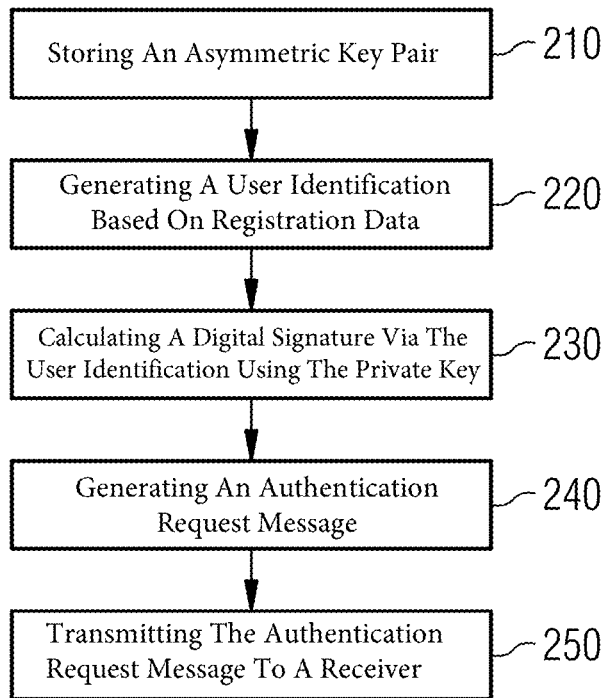 Storing An Asymmetric Key Pair 210
Generating A User Identification 220
Based On Registration Data
Calculating A Digital Signature Via The 230
User Identification Using The Private Key
Generating An Authentication 240
Request Message
Transmitting The Authentication 250
Request Message To A Receiver